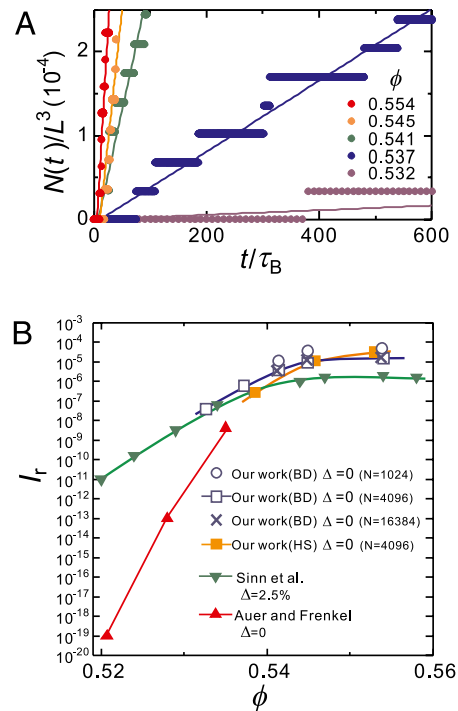 A
N(t)/L³ (10⁻⁴)
2
1
0
ϕ
0.554
0.545
0.541
0.537
0.532
0 200 400 600
t/τB
B
Ir
10⁻³
10⁻⁴
10⁻⁵
10⁻⁶
10⁻⁷
10⁻⁸
10⁻⁹
10⁻¹⁰
10⁻¹¹
10⁻¹²
10⁻¹³
10⁻¹⁴
10⁻¹⁵
10⁻¹⁶
10⁻¹⁷
10⁻¹⁸
10⁻¹⁹
10⁻²⁰
Our work(BD) Δ=0 (N=1024)
Our work(BD) Δ=0 (N=4096)
Our work(BD) Δ=0 (N=16384)
Our work(HS) Δ=0 (N=4096)
Sinn et al.
Δ=2.5%
Auer and Frenkel
Δ=0
0.52 0.54 0.56
ϕ